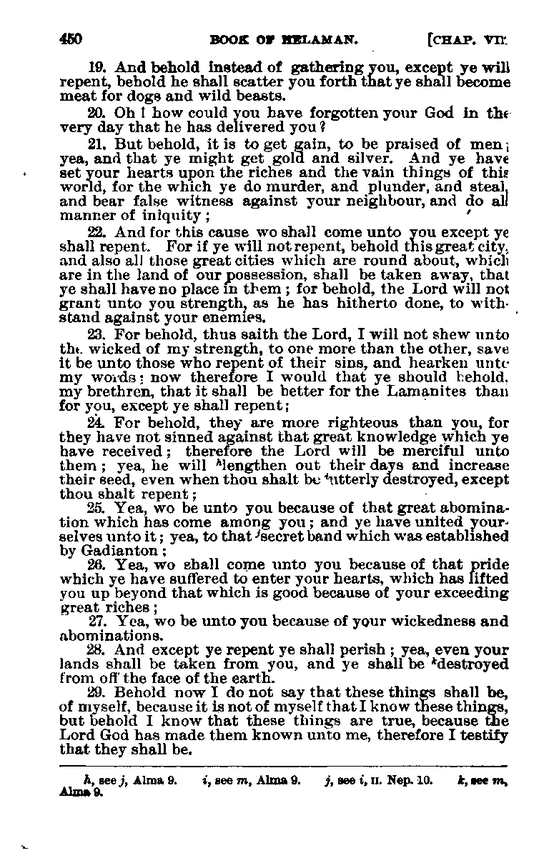 450 BOOK OF HELAMAN. [CHAP. VII.
19. And behold instead of gathering you, except ye will
repent, behold he shall scatter you forth that ye shall become
meat for dogs and wild beasts.
20. Oh ! how could you have forgotten your God in the
very day that he has delivered you ?
21. But behold, it is to get gain, to be praised of men;
yea, and that ye might get gold and silver. And ye have
set your hearts upon the riches and the vain things of this
world, for the which ye do murder, and plunder, and steal,
and bear false witness against your neighbour, and do all
manner of iniquity ;
22. And for this cause wo shall come unto you except ye
shall repent. For if ye will not repent, behold this great city,
and also all those great cities which are round about, which
are in the land of our possession, shall be taken away, that
ye shall have no place in them ; for behold, the Lord will not
grant unto you strength, as he has hitherto done, to with-
stand against your enemies.
23. For behold, thus saith the Lord, I will not shew unto
the wicked of my strength, to one more than the other, save
it be unto those who repent of their sins, and hearken unto
my words ; now therefore I would that ye should behold,
my brethren, that it shall be better for the Lamanites than
for you, except ye shall repent ;
24. For behold, they are more righteous than you, for
they have not sinned against that great knowledge which ye
have received ; therefore the Lord will be merciful unto
them ; yea, he will ʰlengthen out their days and increase
their seed, even when thou shalt be ⁱutterly destroyed, except
thou shalt repent ;
25. Yea, wo be unto you because of that great abomina-
tion which has come among you ; and ye have united your-
selves unto it ; yea, to that ʲsecret band which was established
by Gadianton ;
26. Yea, wo shall come unto you because of that pride
which ye have suffered to enter your hearts, which has lifted
you up beyond that which is good because of your exceeding
great riches ;
27. Yea, wo be unto you because of your wickedness and
abominations.
28. And except ye repent ye shall perish ; yea, even your
lands shall be taken from you, and ye shall be ᵏdestroyed
from off the face of the earth.
29. Behold now I do not say that these things shall be,
of myself, because it is not of myself that I know these things,
but behold I know that these things are true, because the
Lord God has made them known unto me, therefore I testify
that they shall be.
h, see j, Alma 9. i, see m, Alma 9. j, see i, II. Nep. 10. k, see m,
Alma 9.